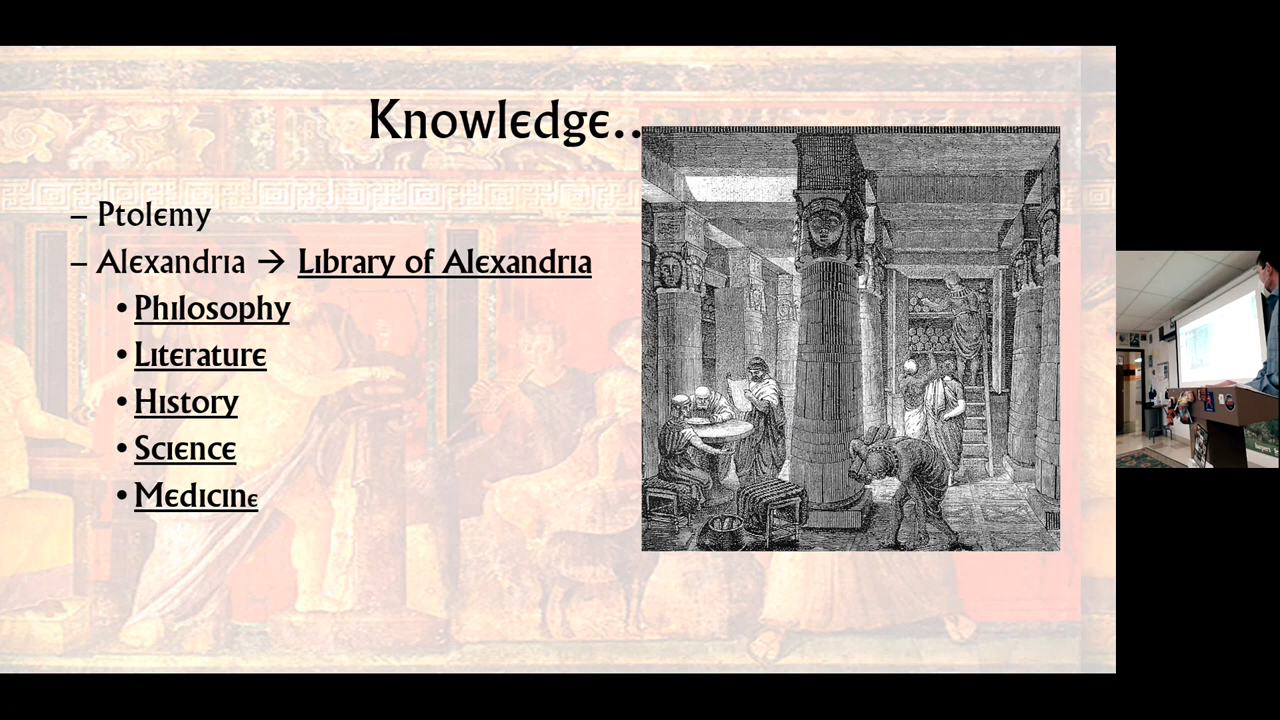 Knowledge..
– Ptolemy
– Alexandria → Library of Alexandria
• Philosophy
• Literature
• History
• Science
• Medicine